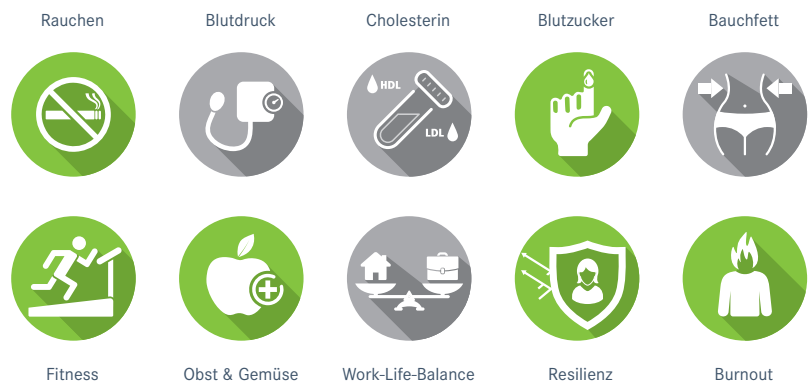 Rauchen
Blutdruck
Cholesterin
Blutzucker
Bauchfett
HDL
LDL
Fitness
Obst & Gemüse
Work-Life-Balance
Resilienz
Burnout